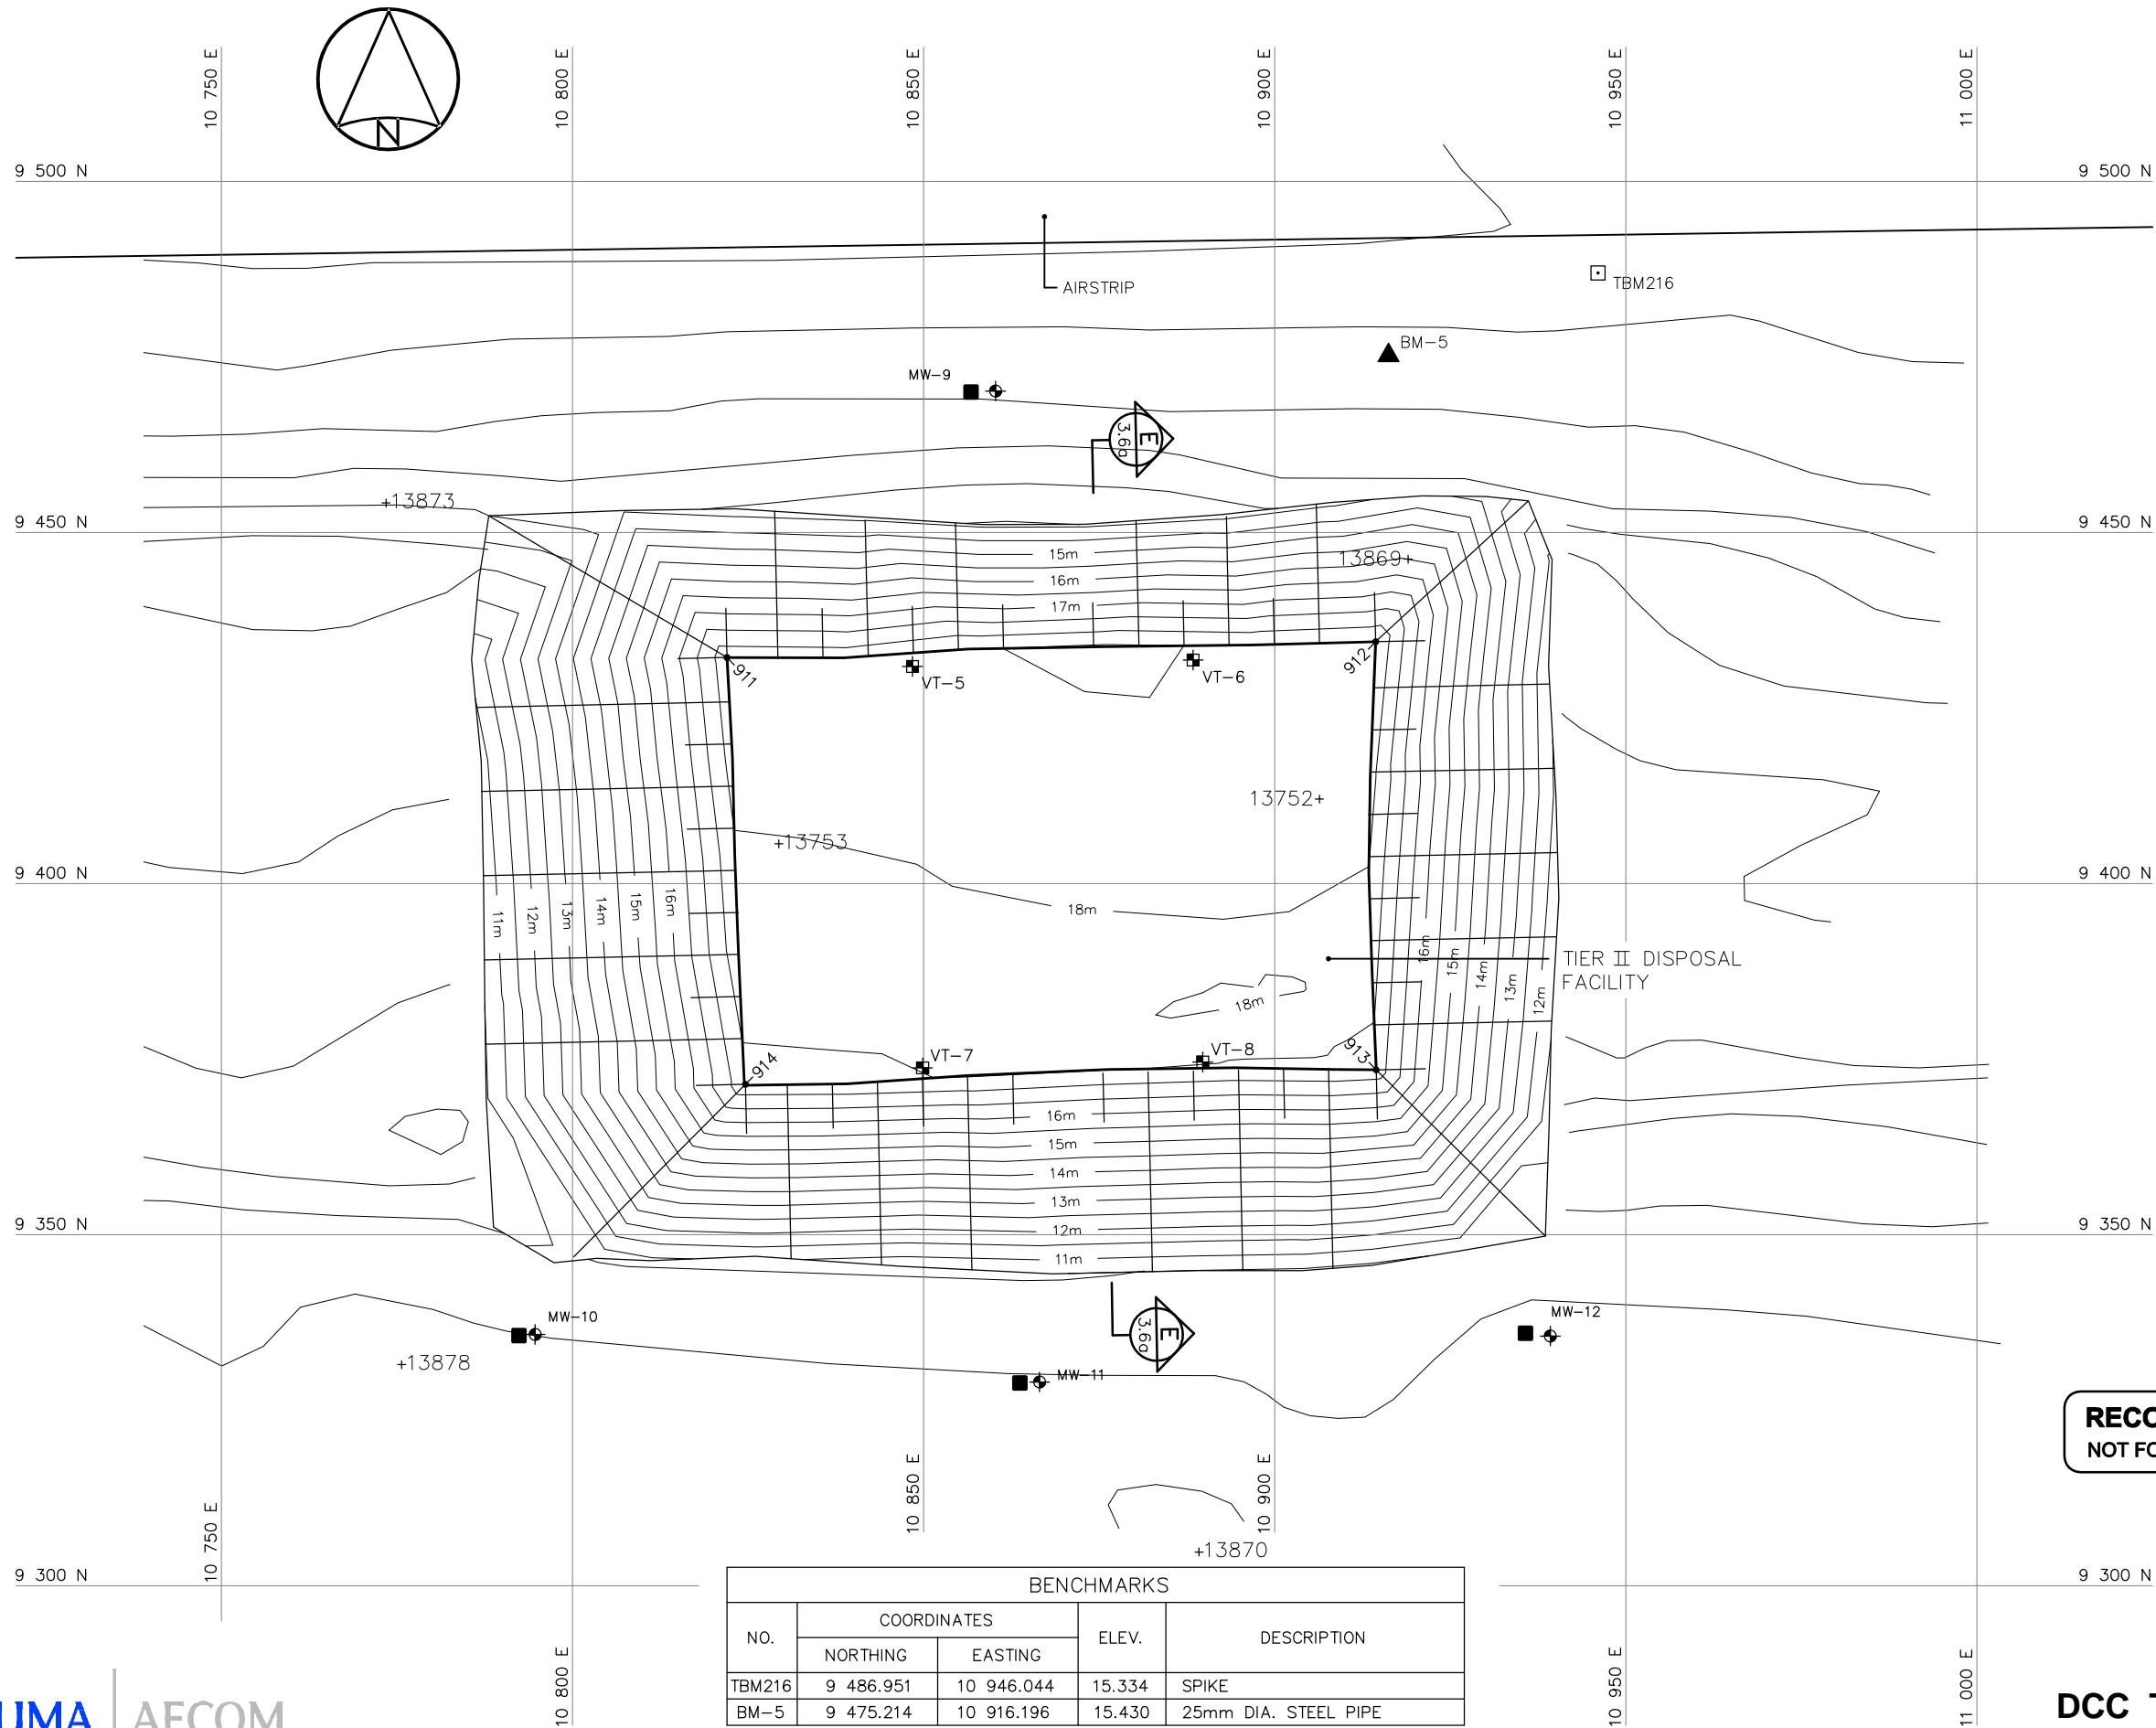 10 750 E
10 800 E
10 850 E
10 900 E
10 950 E
11 000 E
N
9 500 N
9 500 N
AIRSTRIP
TBM216
BM-5
MW-9
E
3.6a
+13873
9 450 N
9 450 N
15m
13869+
16m
17m
911
912
VT-5
VT-6
13752+
+13753
9 400 N
9 400 N
18m
11m
12m
13m
14m
15m
16m
16m
15m
14m
13m
12m
TIER II DISPOSAL
FACILITY
18m
914
VT-7
VT-8
913
16m
15m
14m
13m
12m
11m
9 350 N
9 350 N
MW-10
E
3.6a
MW-12
+13878
MW-11
RECO
NOT FO
10 750 E
10 850 E
10 900 E
+13870
9 300 N
9 300 N
BENCHMARKS
NO. COORDINATES ELEV. DESCRIPTION
NORTHING EASTING
TBM216 9 486.951 10 946.044 15.334 SPIKE
BM-5 9 475.214 10 916.196 15.430 25mm DIA. STEEL PIPE
10 800 E
10 950 E
11 000 E
UMA AECOM
DCC